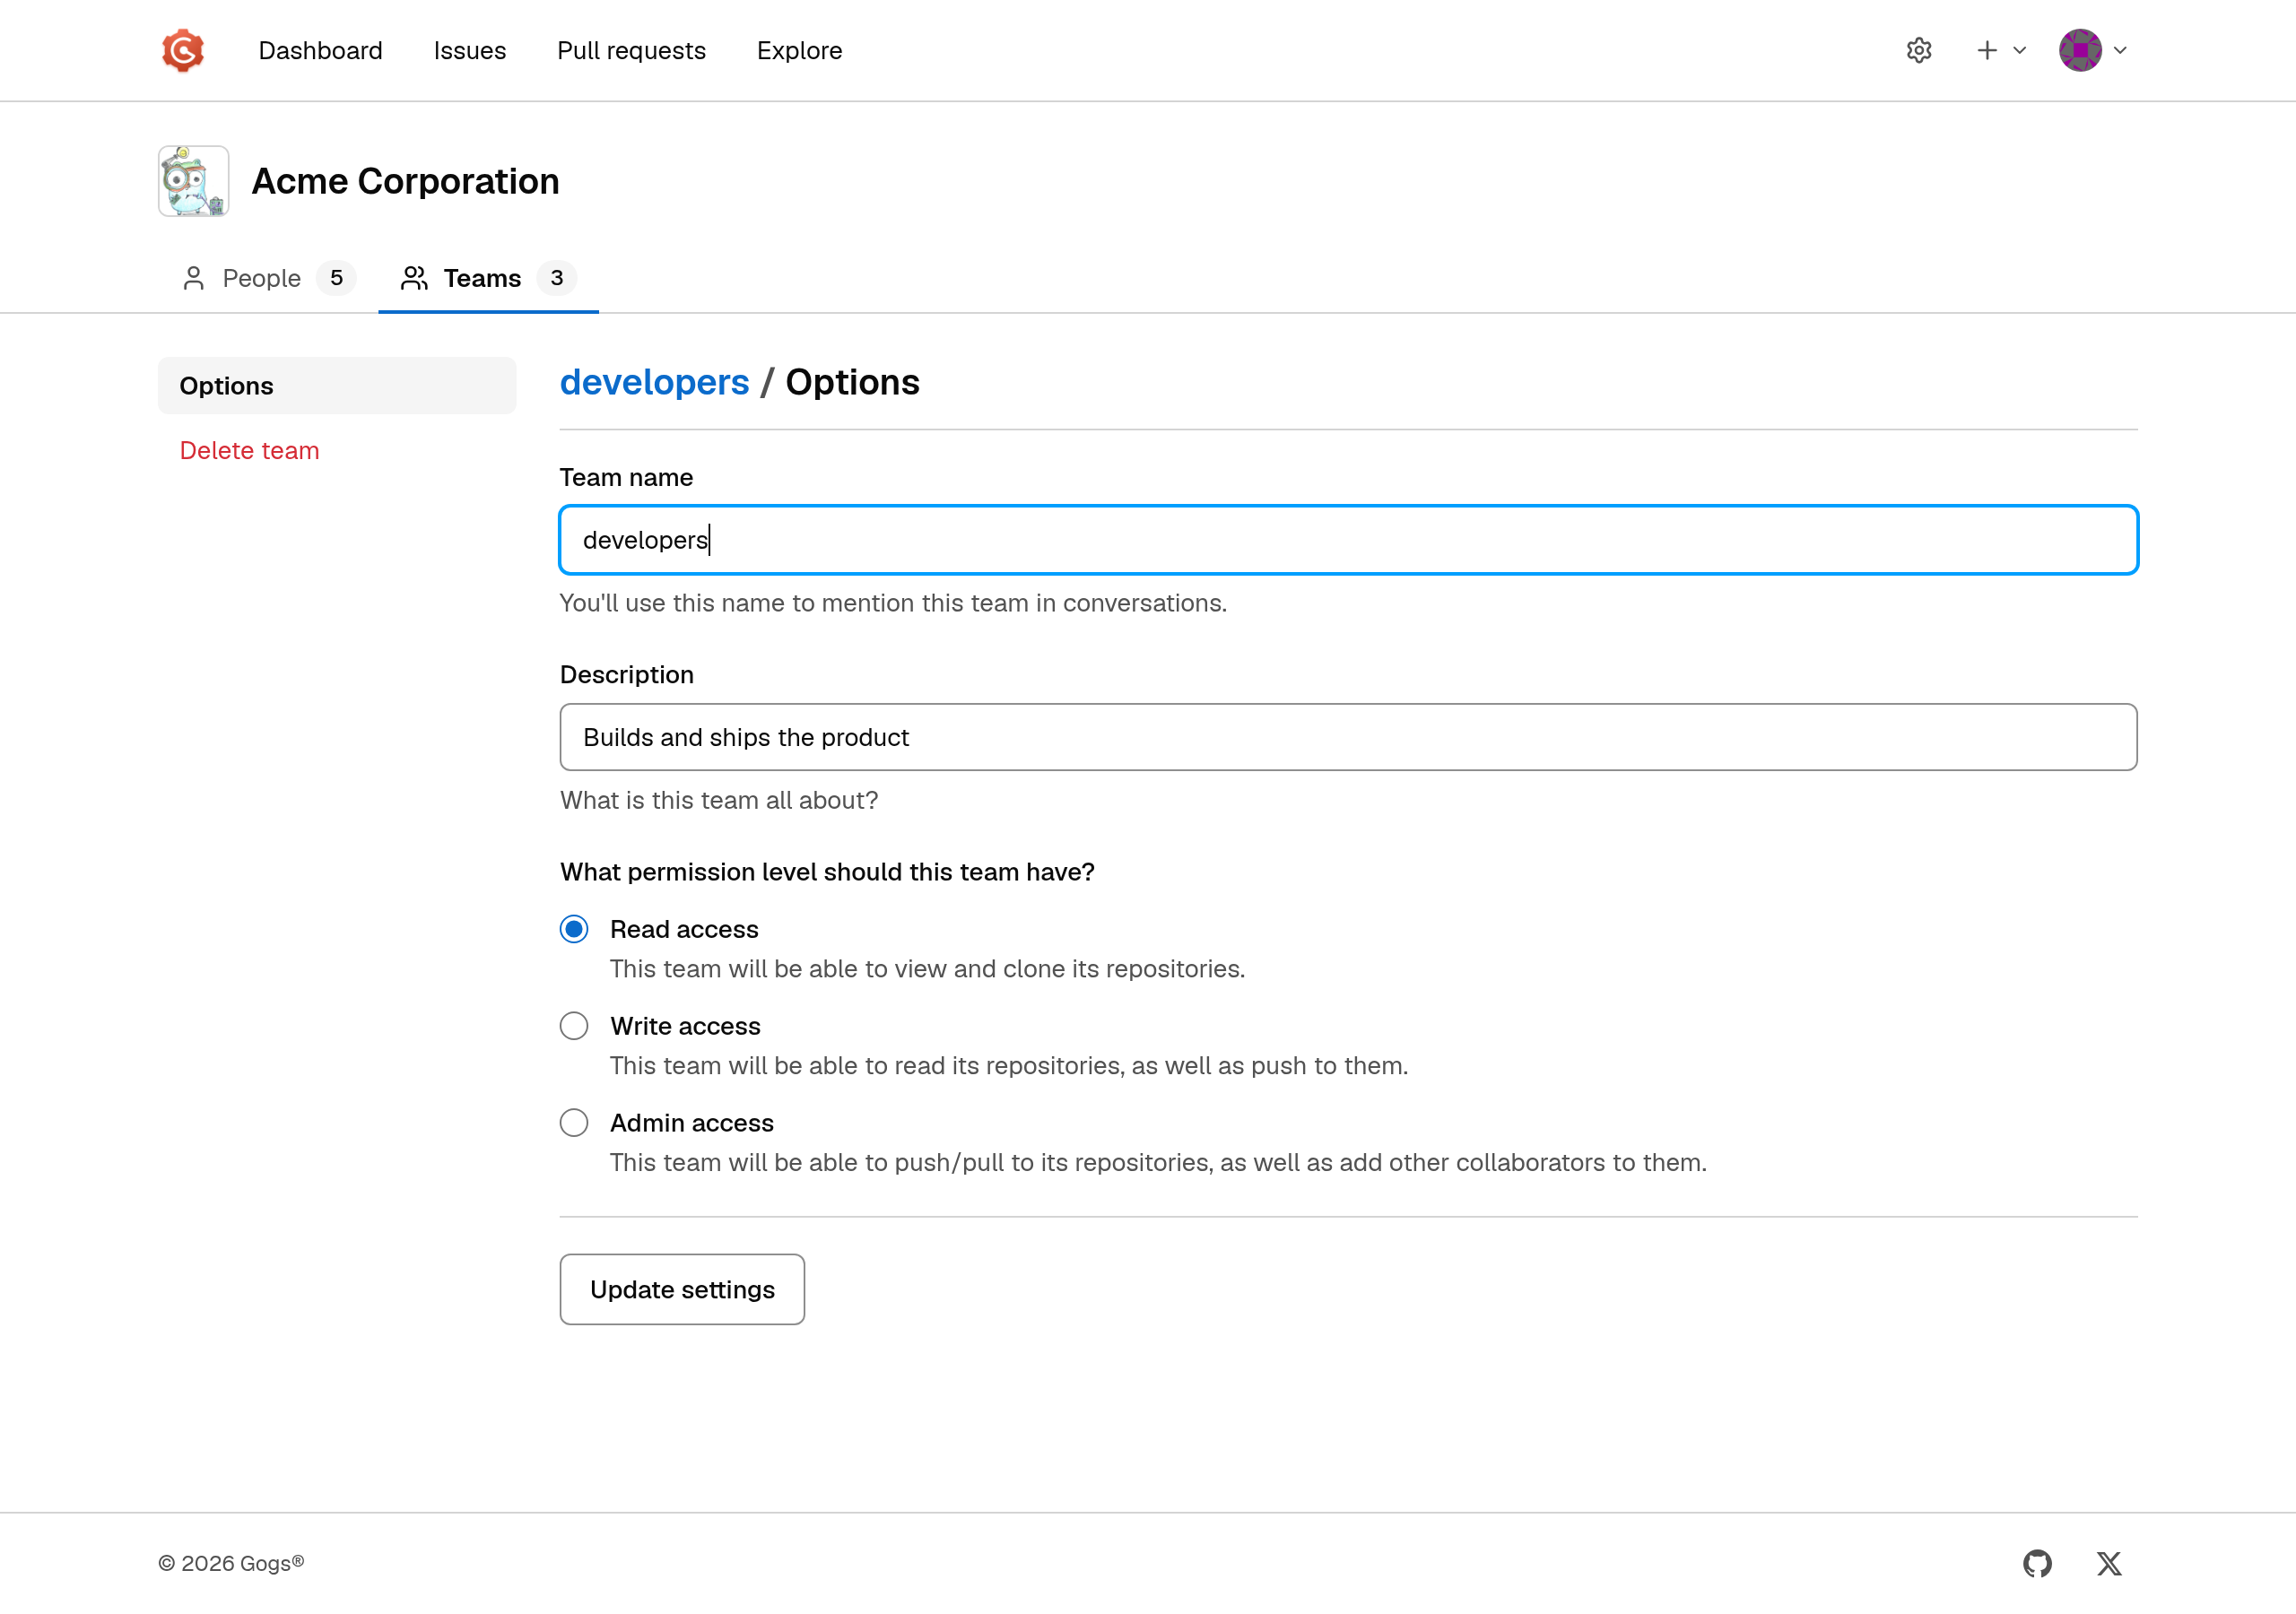 Dashboard Issues Pull requests Explore
Acme Corporation
People 5 Teams 3
Options
Delete team
developers / Options
Team name
developers
You'll use this name to mention this team in conversations.
Description
Builds and ships the product
What is this team all about?
What permission level should this team have?
Read access
This team will be able to view and clone its repositories.
Write access
This team will be able to read its repositories, as well as push to them.
Admin access
This team will be able to push/pull to its repositories, as well as add other collaborators to them.
Update settings
© 2026 Gogs®